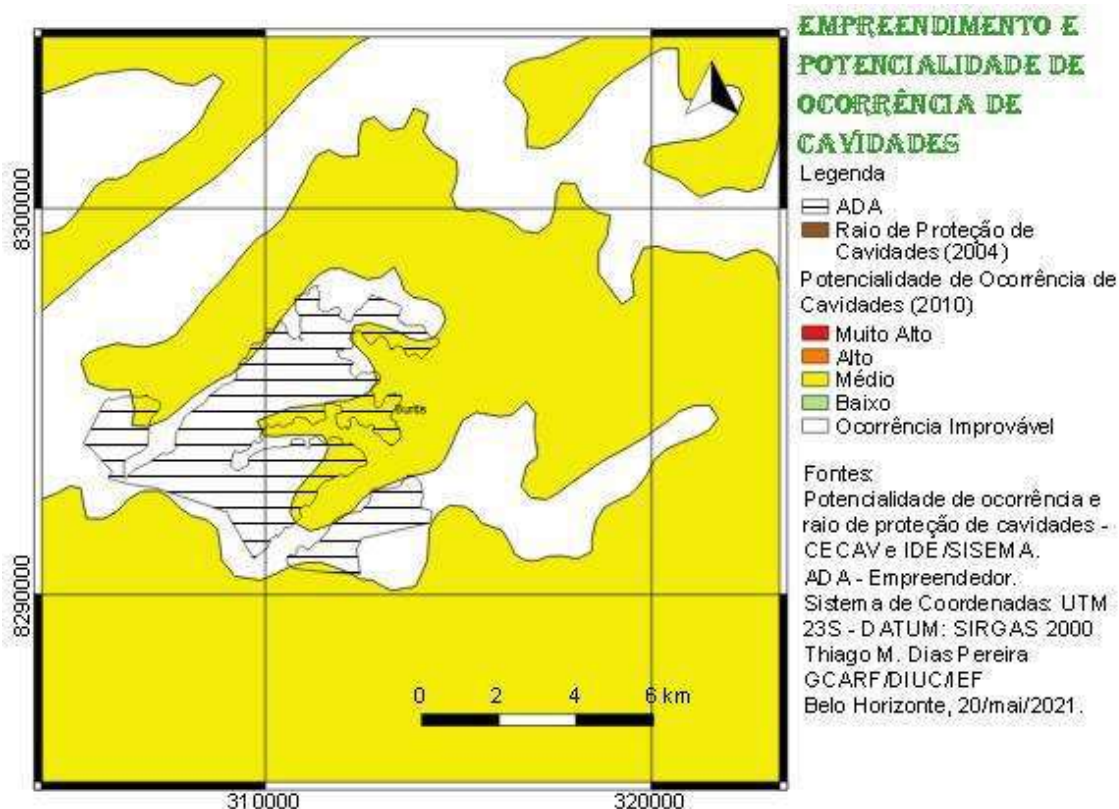 EMPREENDIMENTO E
POTENCIALIDADE DE
OCORRÊNCIA DE
CAVIDADES
Legenda
ADA
Raio de Proteção de
Cavidades (2004)
Potencialidade de Ocorrência de
Cavidades (2010)
Muito Alto
Alto
Médio
Baixo
Ocorrência Improvável
Fontes:
Potencialidade de ocorrência e
raio de proteção de cavidades -
CECAV e IDE/SISEMA.
ADA - Empreendedor.
Sistema de Coordenadas: UTM
23S - DATUM: SIRGAS 2000
Thiago M. Dias Pereira
GCARF/DIUC/IEF
Belo Horizonte, 20/mai/2021.
8300000
8290000
310000
320000
0 2 4 6 km